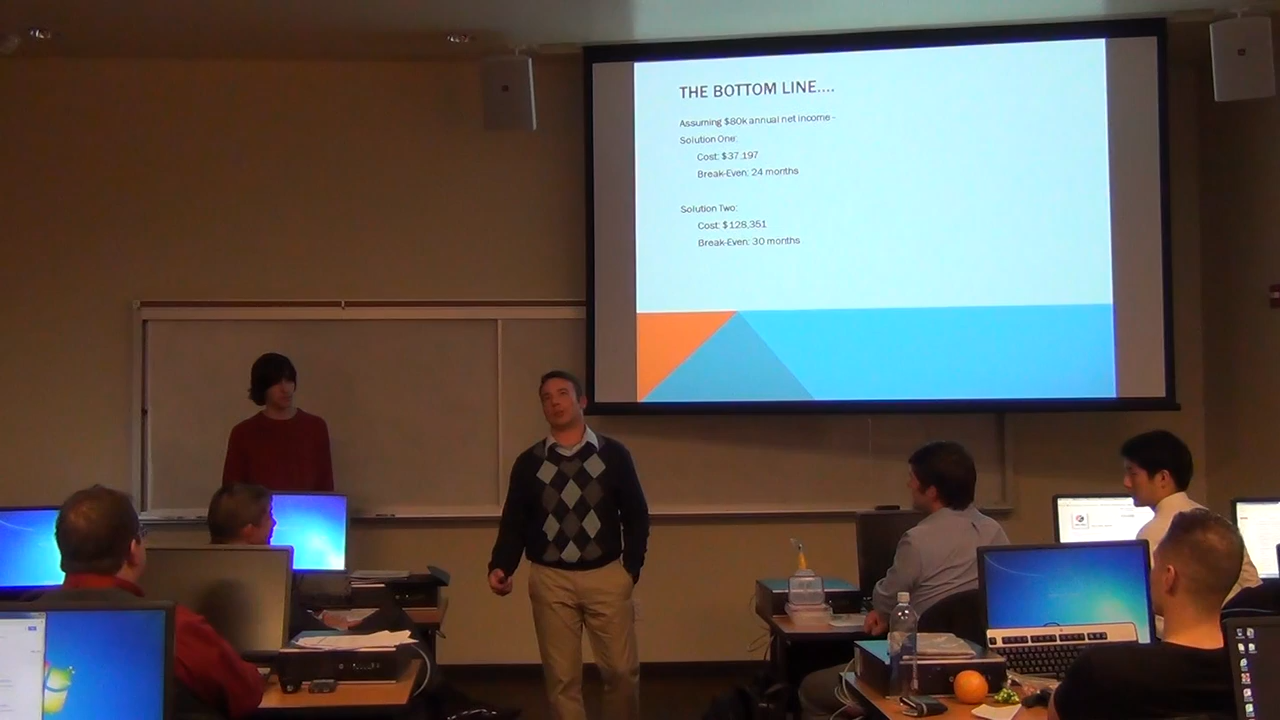 THE BOTTOM LINE....
Assuming $80k annual net income -
Solution One:
Cost: $37,197
Break-Even: 24 months
Solution Two:
Cost: $128,351
Break-Even: 30 months